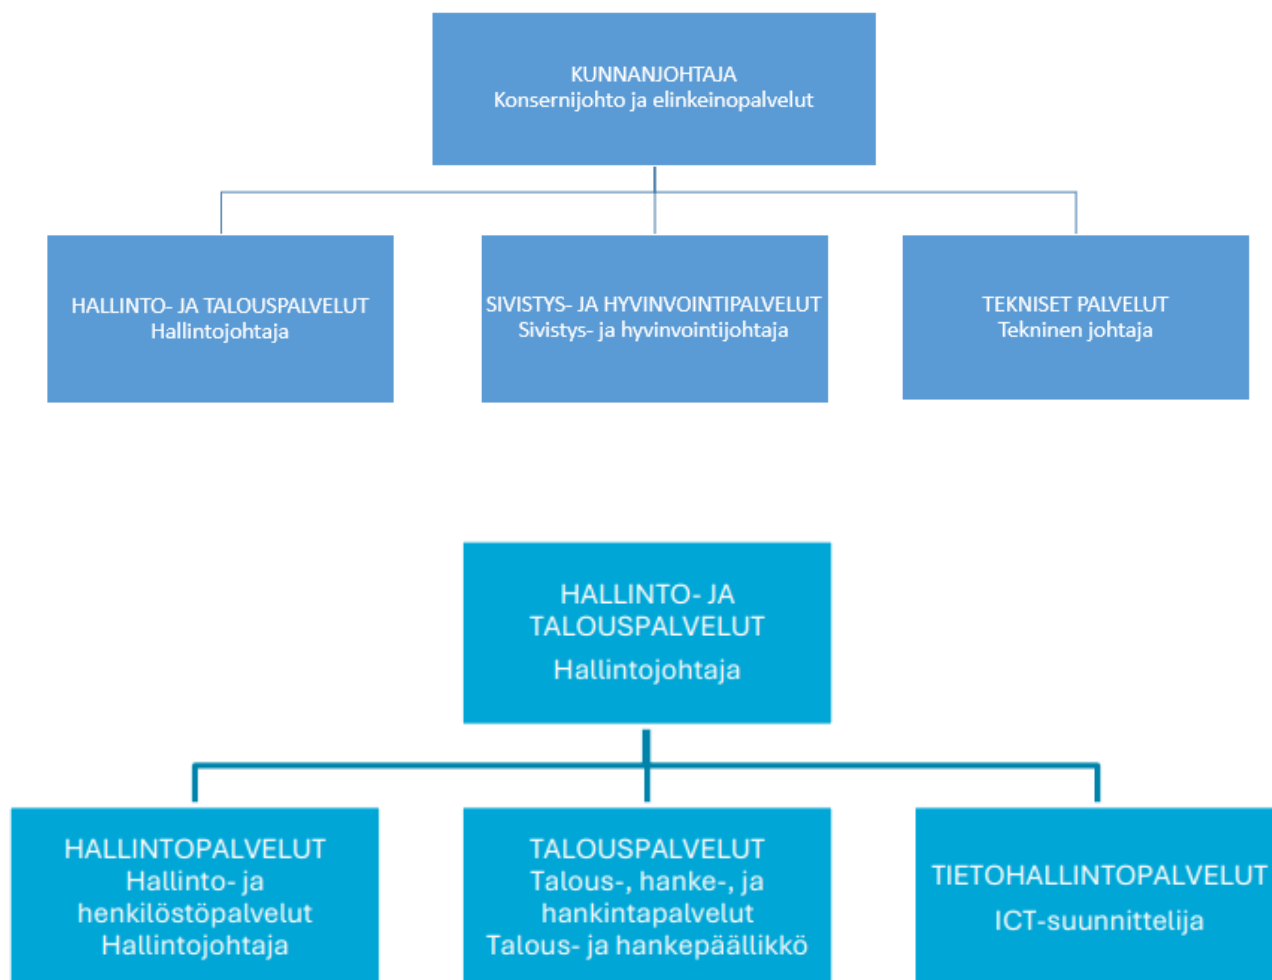 KUNNANJOHTAJA
Konsernijohto ja elinkeinopalvelut
HALLINTO- JA TALOUSPALVELUT
Hallintojohtaja
SIVISTYS- JA HYVINVOINTIPALVELUT
Sivistys- ja hyvinvointijohtaja
TEKNISET PALVELUT
Tekninen johtaja
HALLINTO- JA
TALOUSPALVELUT
Hallintojohtaja
HALLINTOPALVELUT
Hallinto- ja
henkilöstöpalvelut
Hallintojohtaja
TALOUSPALVELUT
Talous-, hanke-, ja
hankintapalvelut
Talous- ja hankepäällikkö
TIETOHALLINTOPALVELUT
ICT-suunnittelija